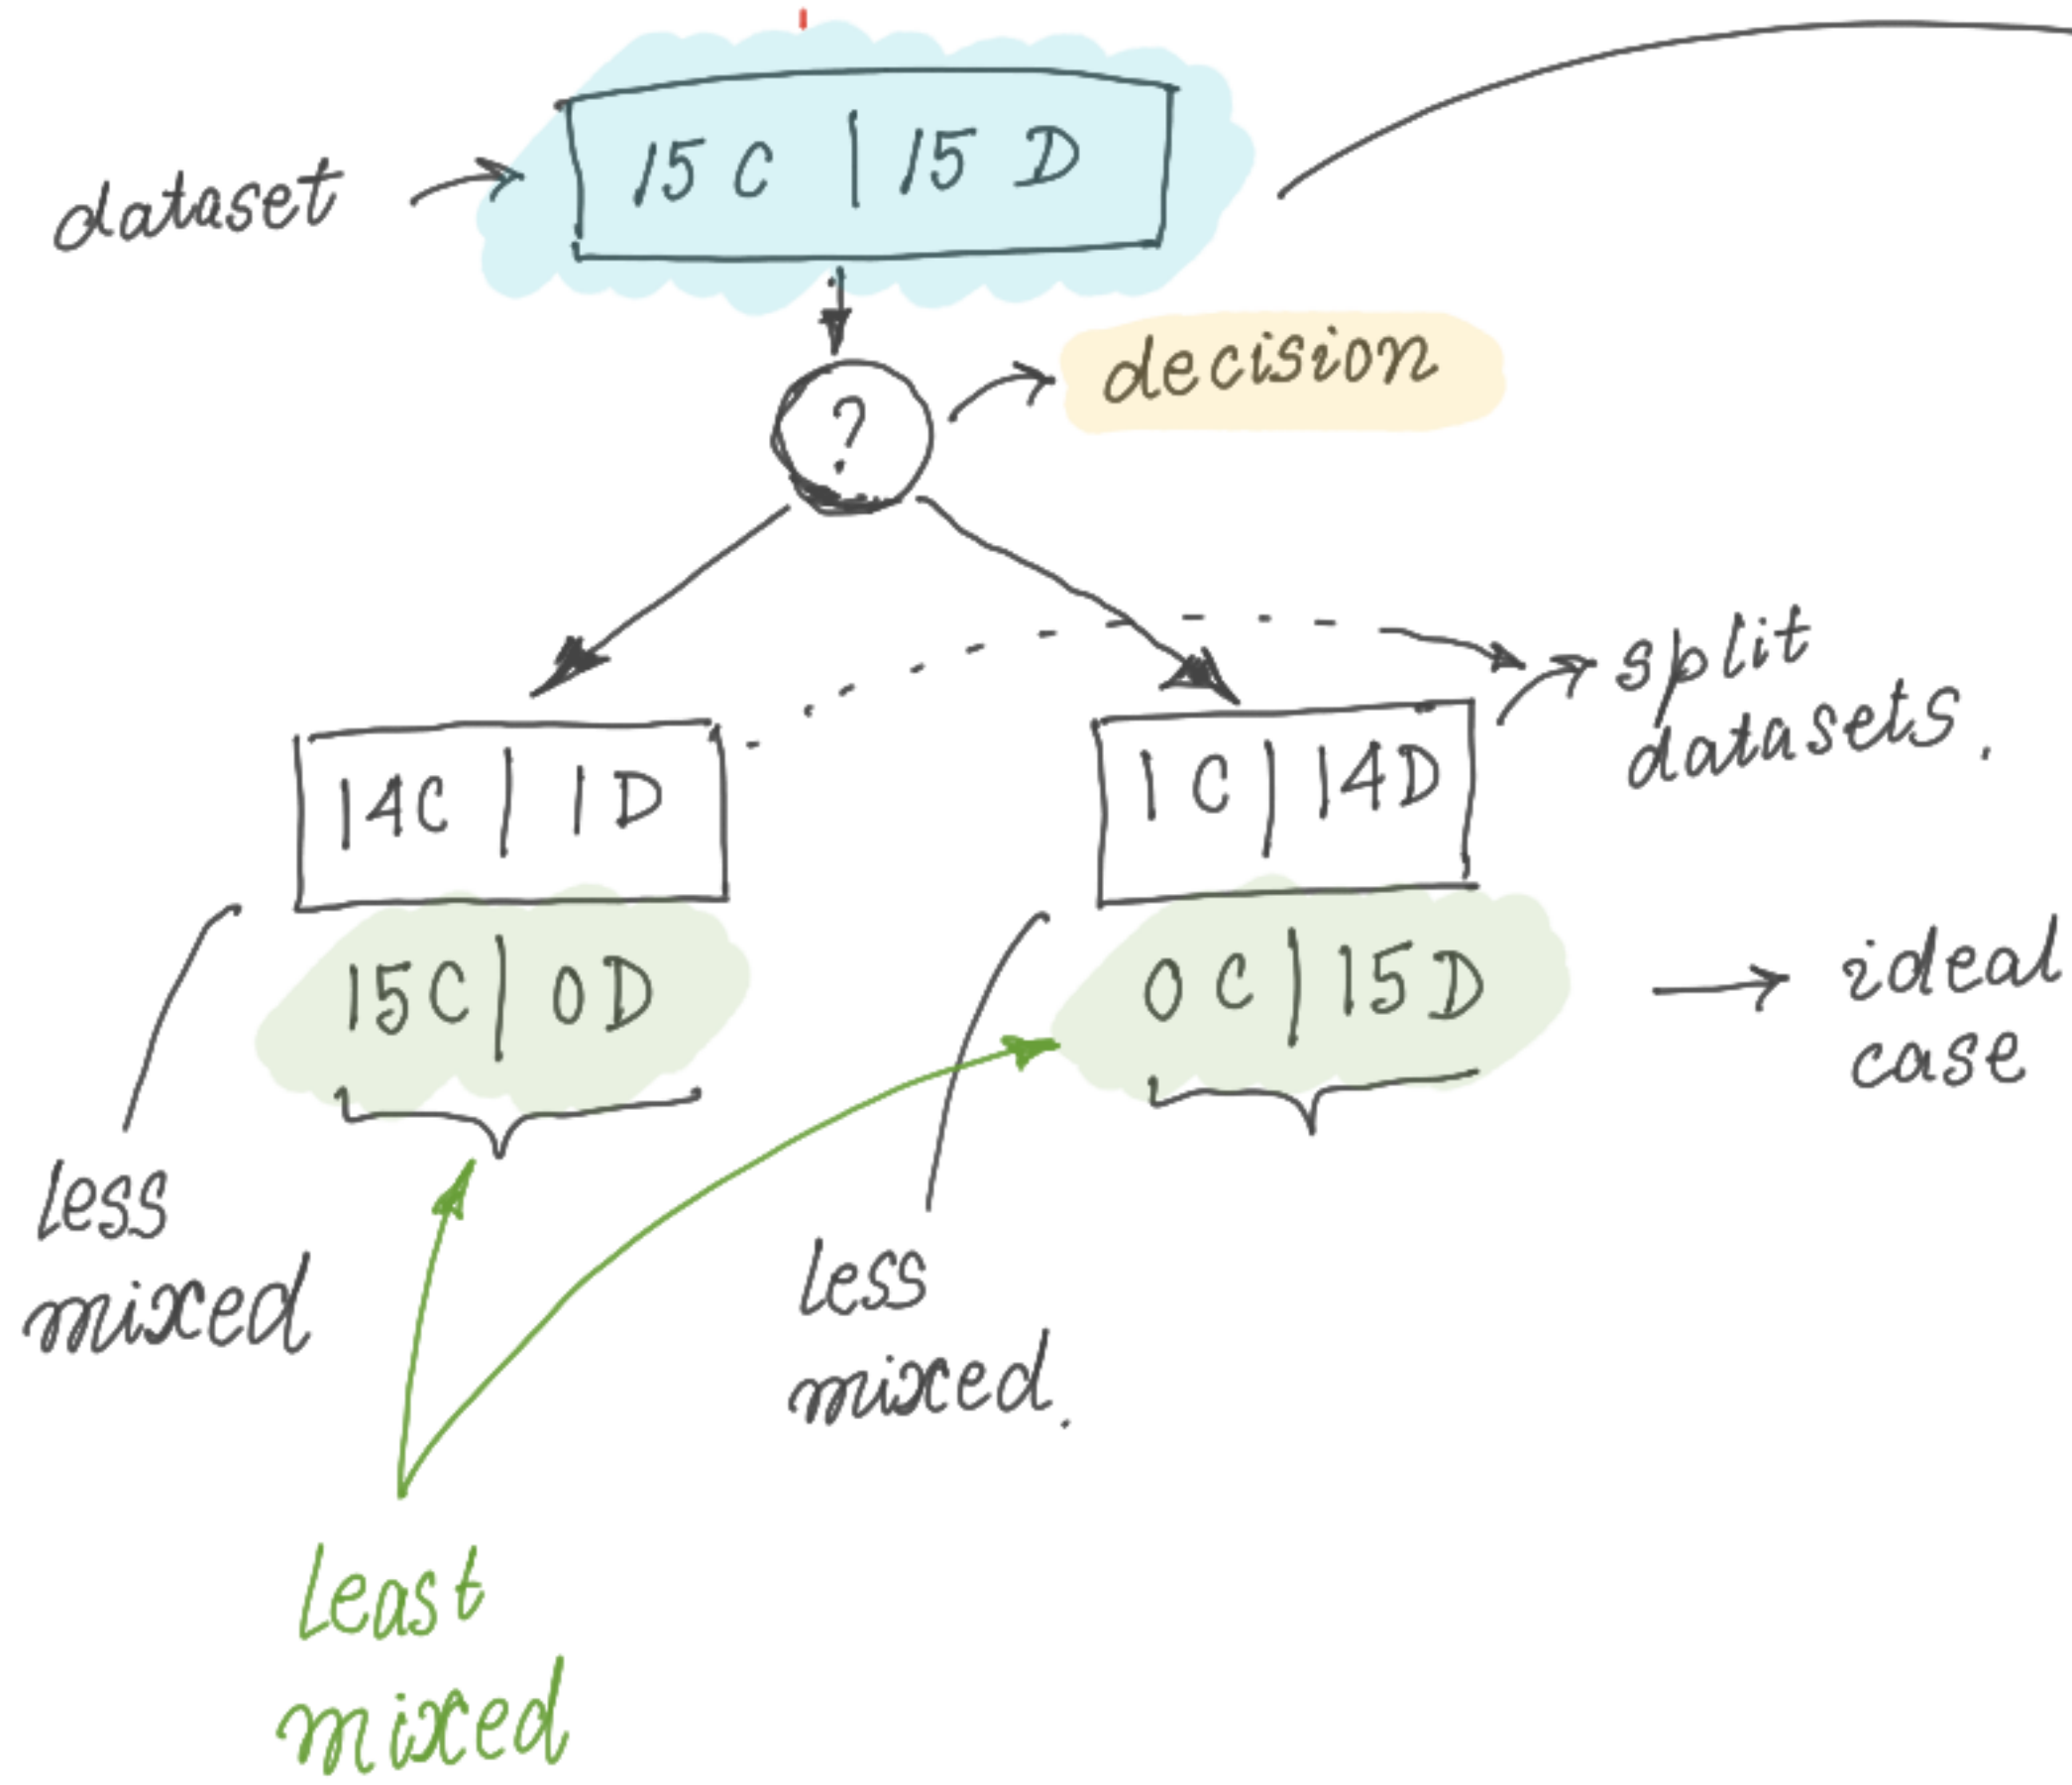 15 C | 15 D
dataset
decision
?
split
datasets.
14C | 1D
1 C | 14D
15C | 0D
0 C | 15D
ideal
case
less
mixed
less
mixed.
Least
mixed